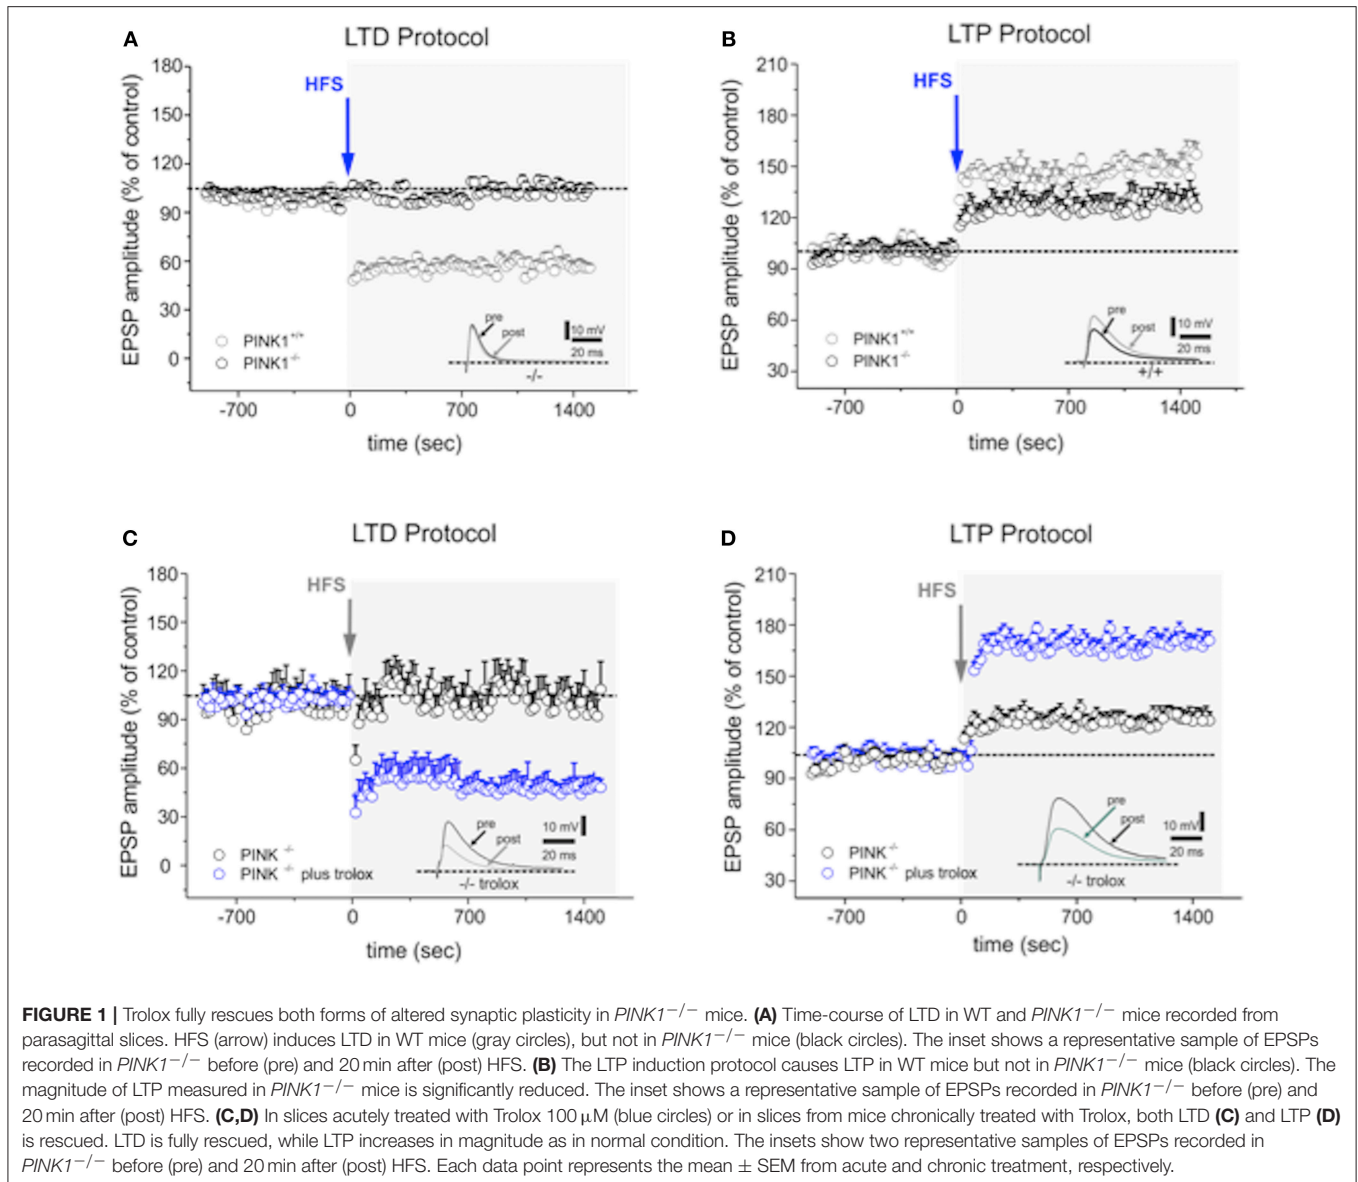 A
LTD Protocol
HFS
EPSP amplitude (% of control)
180
150
120
90
60
30
0
PINK1+/+
PINK1-/-
pre
post
10 mV
20 ms
-/-
-700
0
700
1400
time (sec)
B
LTP Protocol
HFS
EPSP amplitude (% of control)
210
180
150
120
90
60
30
PINK1+/+
PINK1-/-
pre
post
10 mV
20 ms
+/+
-700
0
700
1400
time (sec)
C
LTD Protocol
HFS
EPSP amplitude (% of control)
180
150
120
90
60
30
0
PINK-/-
PINK-/- plus trolox
pre
post
10 mV
20 ms
-/- trolox
-700
0
700
1400
time (sec)
D
LTP Protocol
HFS
EPSP amplitude (% of control)
210
180
150
120
90
60
30
PINK-/-
PINK-/- plus trolox
pre
post
10 mV
20 ms
-/- trolox
-700
0
700
1400
time (sec)
FIGURE 1 | Trolox fully rescues both forms of altered synaptic plasticity in PINK1−/− mice. (A) Time-course of LTD in WT and PINK1−/− mice recorded from
parasagittal slices. HFS (arrow) induces LTD in WT mice (gray circles), but not in PINK1−/− mice (black circles). The inset shows a representative sample of EPSPs
recorded in PINK1−/− before (pre) and 20 min after (post) HFS. (B) The LTP induction protocol causes LTP in WT mice but not in PINK1−/− mice (black circles). The
magnitude of LTP measured in PINK1−/− mice is significantly reduced. The inset shows a representative sample of EPSPs recorded in PINK1−/− before (pre) and
20 min after (post) HFS. (C,D) In slices acutely treated with Trolox 100 μM (blue circles) or in slices from mice chronically treated with Trolox, both LTD (C) and LTP (D)
is rescued. LTD is fully rescued, while LTP increases in magnitude as in normal condition. The insets show two representative samples of EPSPs recorded in
PINK1−/− before (pre) and 20 min after (post) HFS. Each data point represents the mean ± SEM from acute and chronic treatment, respectively.